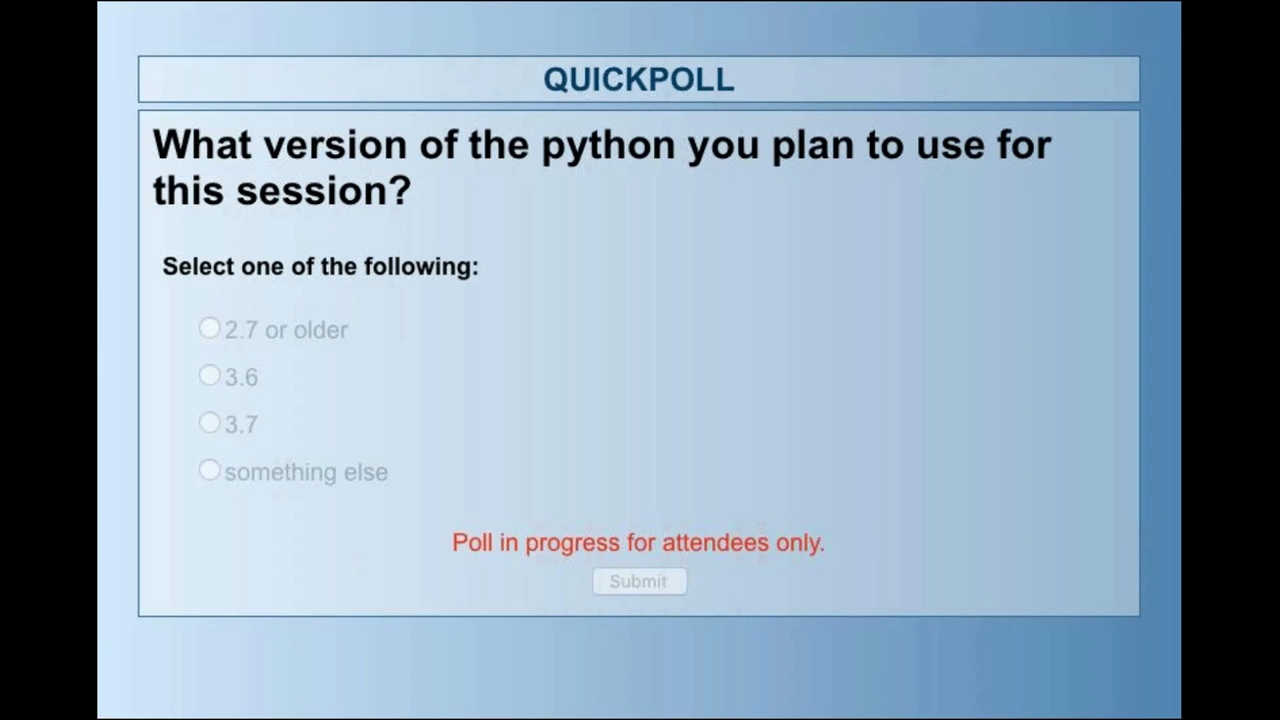 QUICKPOLL
What version of the python you plan to use for
this session?
Select one of the following:
2.7 or older
3.6
3.7
something else
Poll in progress for attendees only.
Submit